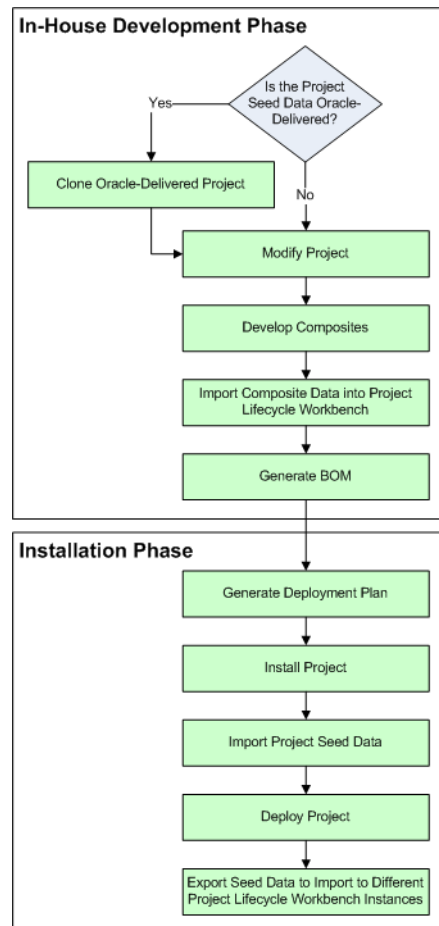 In-House Development Phase
Is the Project
Seed Data Oracle-
Delivered?
Yes
Clone Oracle-Delivered Project
No
Modify Project
Develop Composites
Import Composite Data into Project
Lifecycle Workbench
Generate BOM
Installation Phase
Generate Deployment Plan
Install Project
Import Project Seed Data
Deploy Project
Export Seed Data to Import to Different
Project Lifecycle Workbench Instances